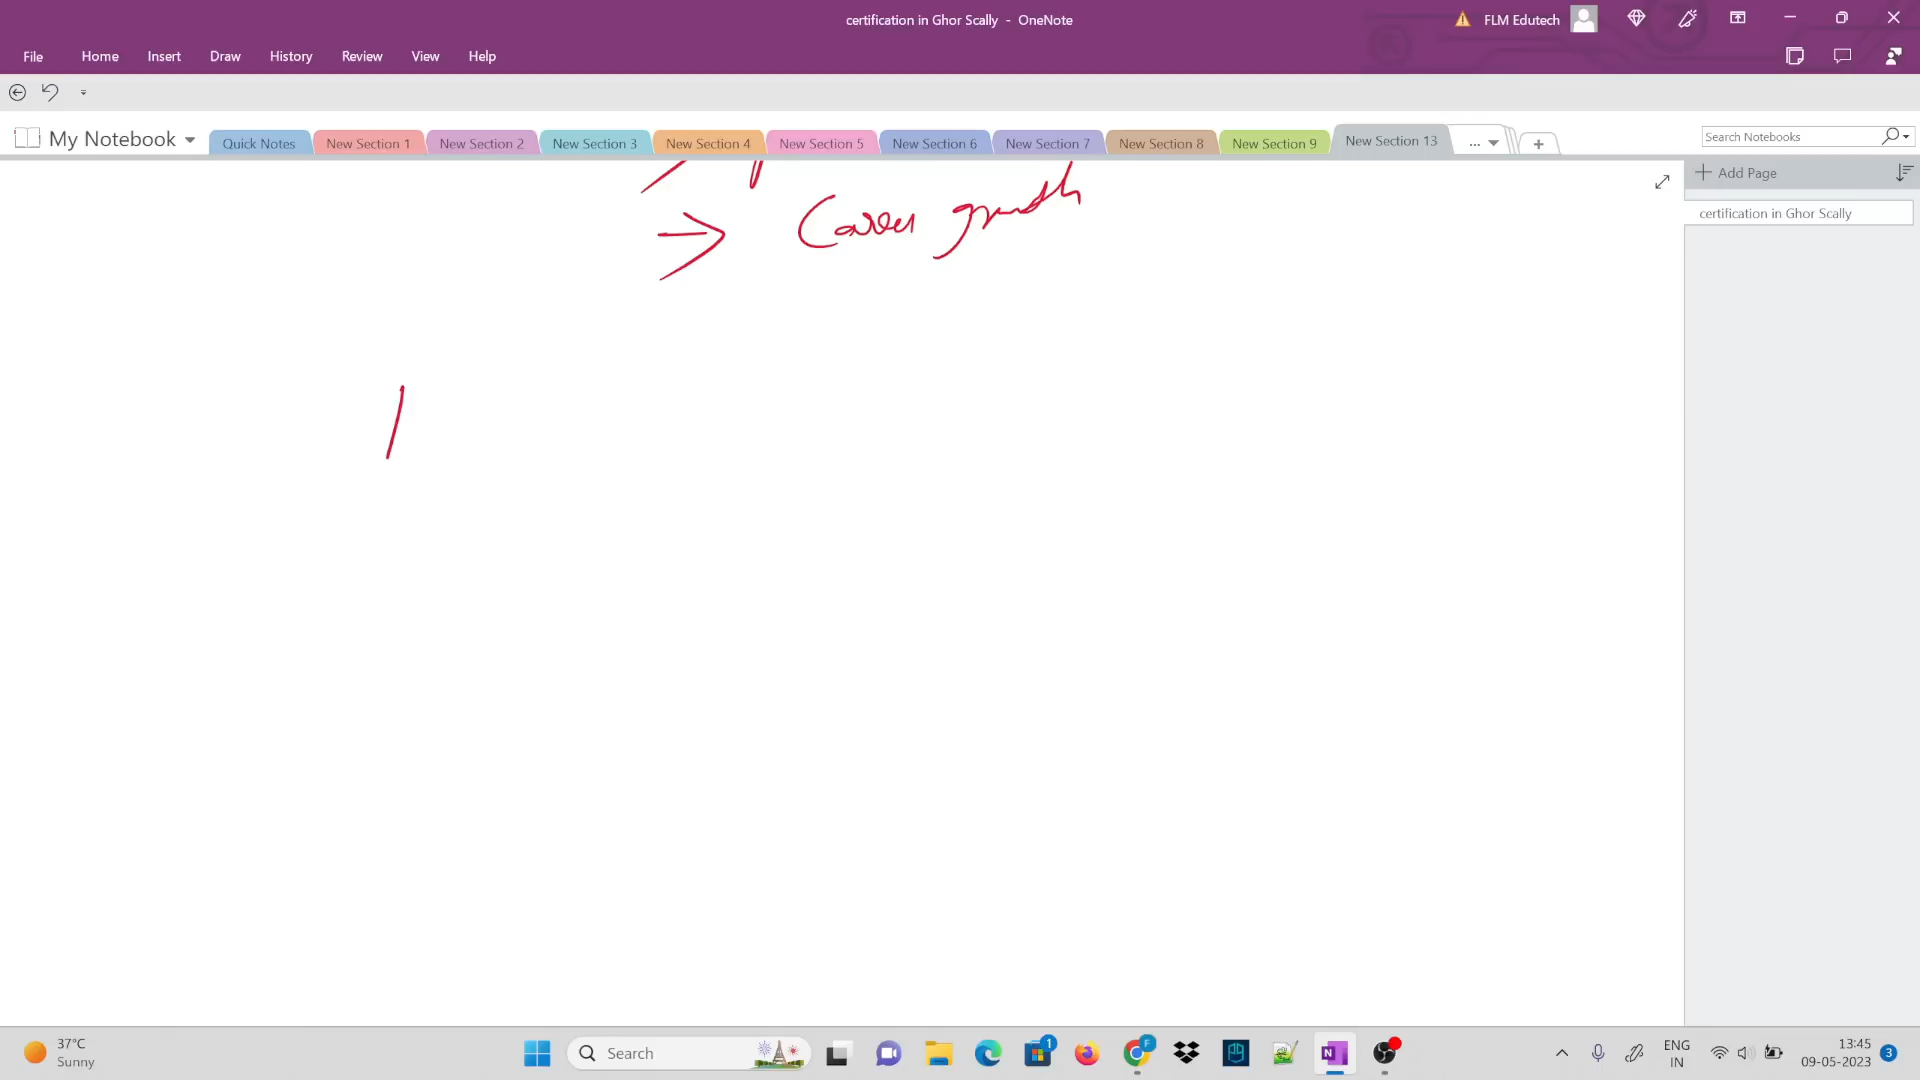 certification in Ghor Scally - OneNote
FLM Edutech
File Home Insert Draw History Review View Help
My Notebook
Quick Notes New Section 1 New Section 2 New Section 3 New Section 4 New Section 5 New Section 6 New Section 7 New Section 8 New Section 9 New Section 13 ...
Search Notebooks
Add Page
certification in Ghor Scally
Career growth
37°C
Sunny
Search
1
F
ENG
IN
13:45
09-05-2023
3